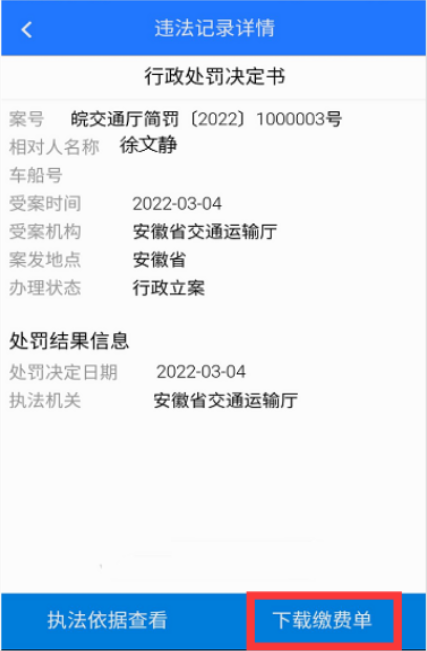 违法记录详情
行政处罚决定书
案号 皖交通厅简罚〔2022〕1000003号
相对人名称 徐文静
车船号
受案时间 2022-03-04
受案机构 安徽省交通运输厅
案发地点 安徽省
办理状态 行政立案
处罚结果信息
处罚决定日期 2022-03-04
执法机关 安徽省交通运输厅
执法依据查看 下载缴费单